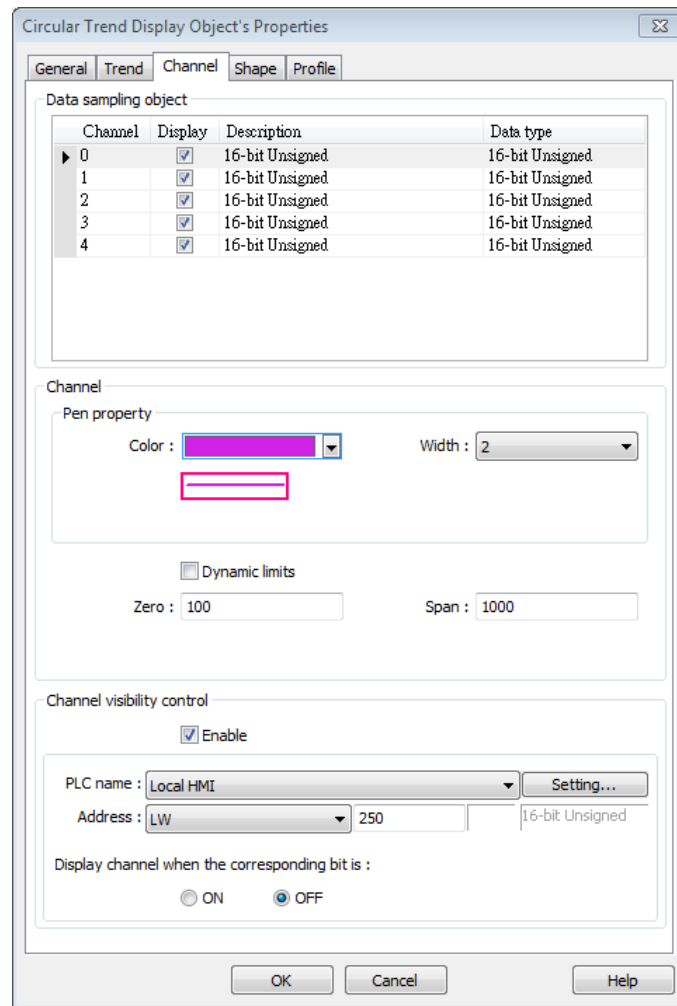 Circular Trend Display Object's Properties
General Trend Channel Shape Profile
Data sampling object
Channel Display Description Data type
0 16-bit Unsigned 16-bit Unsigned
1 16-bit Unsigned 16-bit Unsigned
2 16-bit Unsigned 16-bit Unsigned
3 16-bit Unsigned 16-bit Unsigned
4 16-bit Unsigned 16-bit Unsigned
Channel
Pen property
Color : Width : 2
Dynamic limits
Zero : 100 Span : 1000
Channel visibility control
Enable
PLC name : Local HMI Setting...
Address : LW 250 16-bit Unsigned
Display channel when the corresponding bit is :
ON OFF
OK Cancel Help